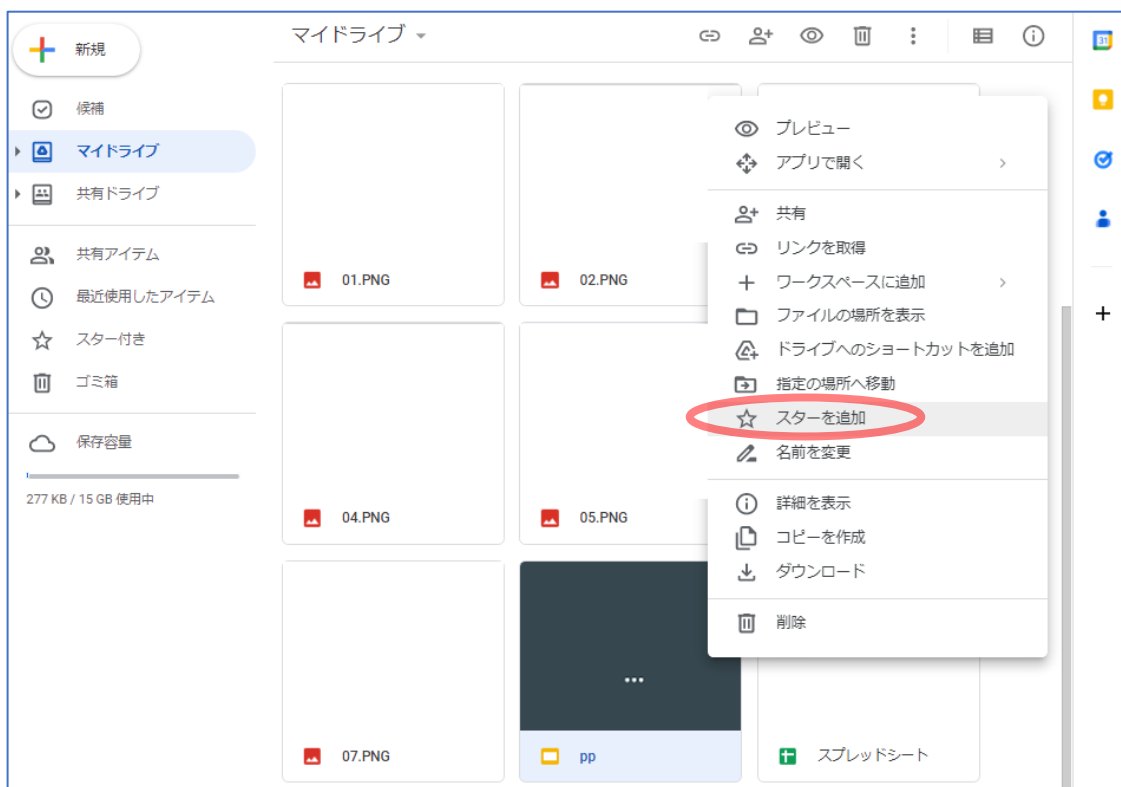 新規
候補
マイドライブ
共有ドライブ
共有アイテム
最近使用したアイテム
スター付き
ゴミ箱
保存容量
277 KB / 15 GB 使用中
マイドライブ
31
01.PNG
02.PNG
04.PNG
05.PNG
07.PNG
pp
スプレッドシート
プレビュー
アプリで開く
共有
リンクを取得
ワークスペースに追加
ファイルの場所を表示
ドライブへのショートカットを追加
指定の場所へ移動
スターを追加
名前を変更
詳細を表示
コピーを作成
ダウンロード
削除